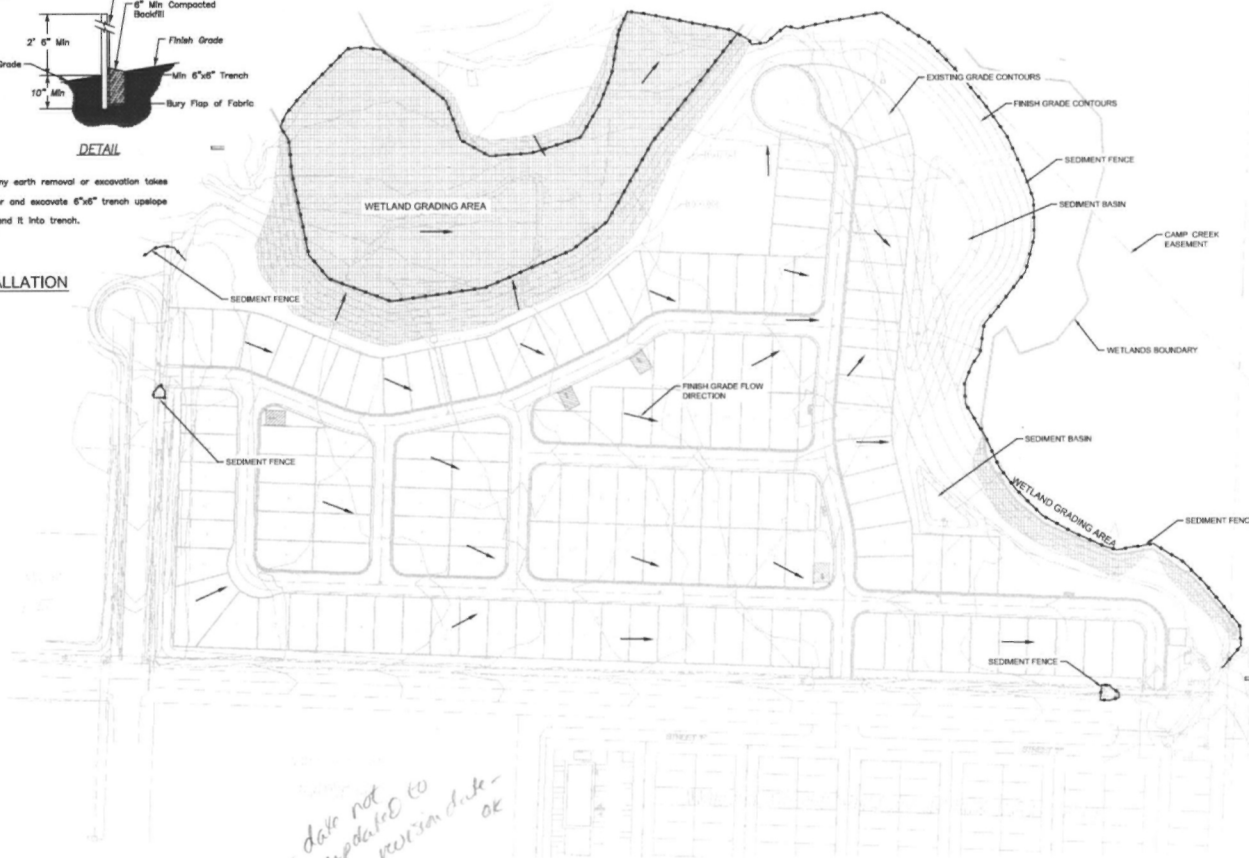 6" Min Compacted
Backfill
2' 6" Min
Finish Grade
Grade
Min 6"x6" Trench
10" Min
Bury Flap of Fabric
DETAIL
ny earth removal or excavation takes
r and excavate 6"x6" trench upslope
end it into trench.
ALLATION
EXISTING GRADE CONTOURS
FINISH GRADE CONTOURS
SEDIMENT FENCE
SEDIMENT BASIN
WETLAND GRADING AREA
CAMP CREEK
EASEMENT
SEDIMENT FENCE
WETLANDS BOUNDARY
FINISH GRADE FLOW
DIRECTION
SEDIMENT BASIN
SEDIMENT FENCE
WETLAND GRADING AREA
SEDIMENT FENC
SEDIMENT FENCE
date not
updated to
revision date -
ok